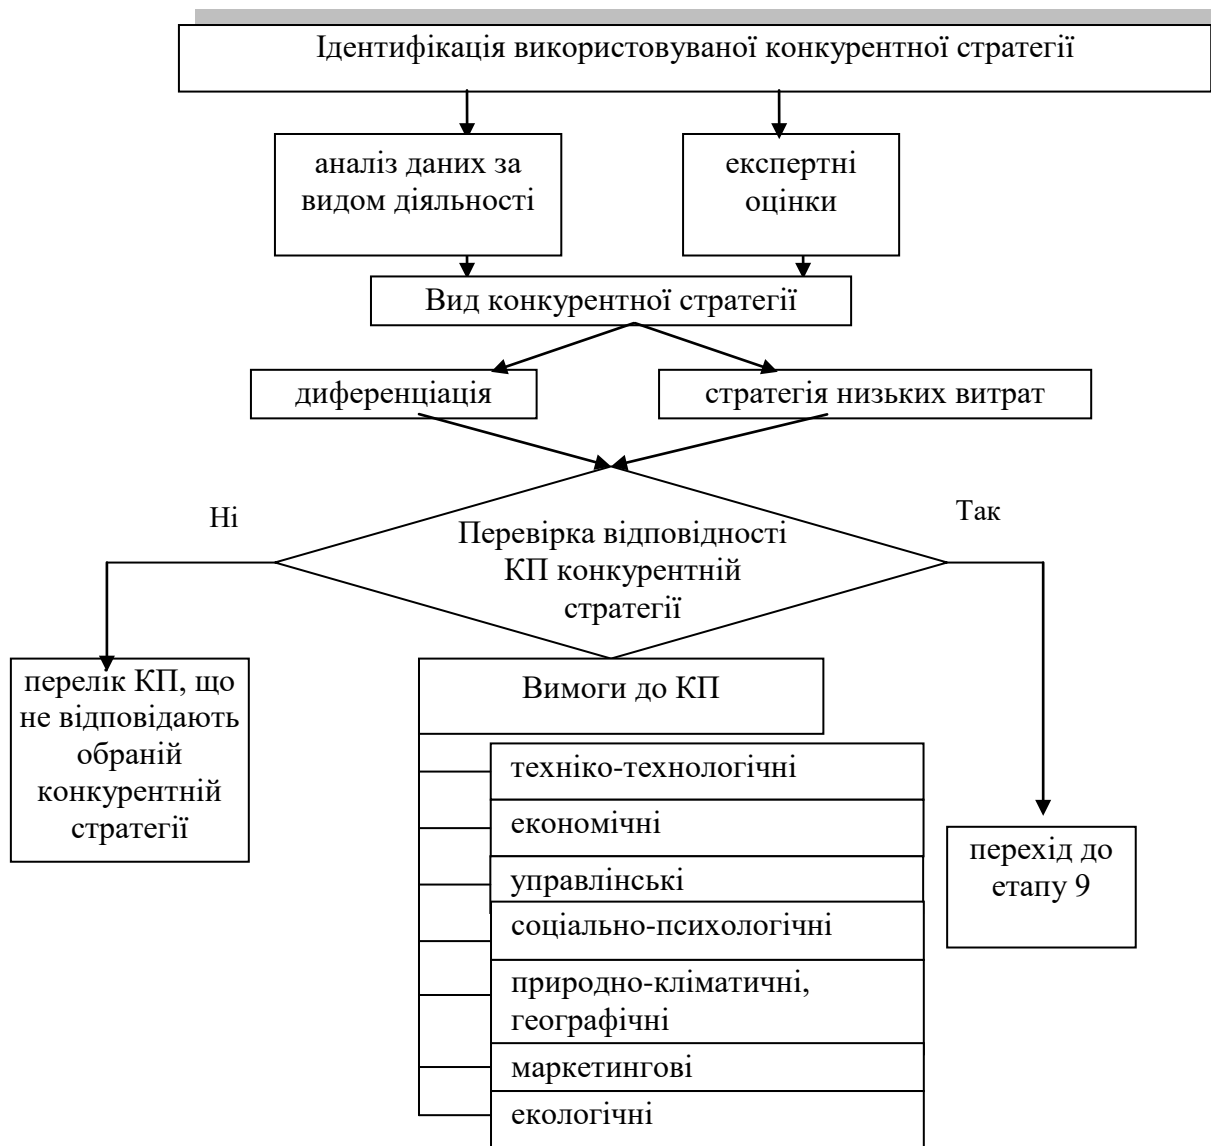 Ідентифікація використовуваної конкурентної стратегії
аналіз даних за
видом діяльності
експертні
оцінки
Вид конкурентної стратегії
диференціація
стратегія низьких витрат
Ні
Так
Перевірка відповідності
КП конкурентній
стратегії
перелік КП, що
не відповідають
обраній
конкурентній
стратегії
Вимоги до КП
техніко-технологічні
економічні
управлінські
соціально-психологічні
природно-кліматичні,
географічні
маркетингові
екологічні
перехід до
етапу 9